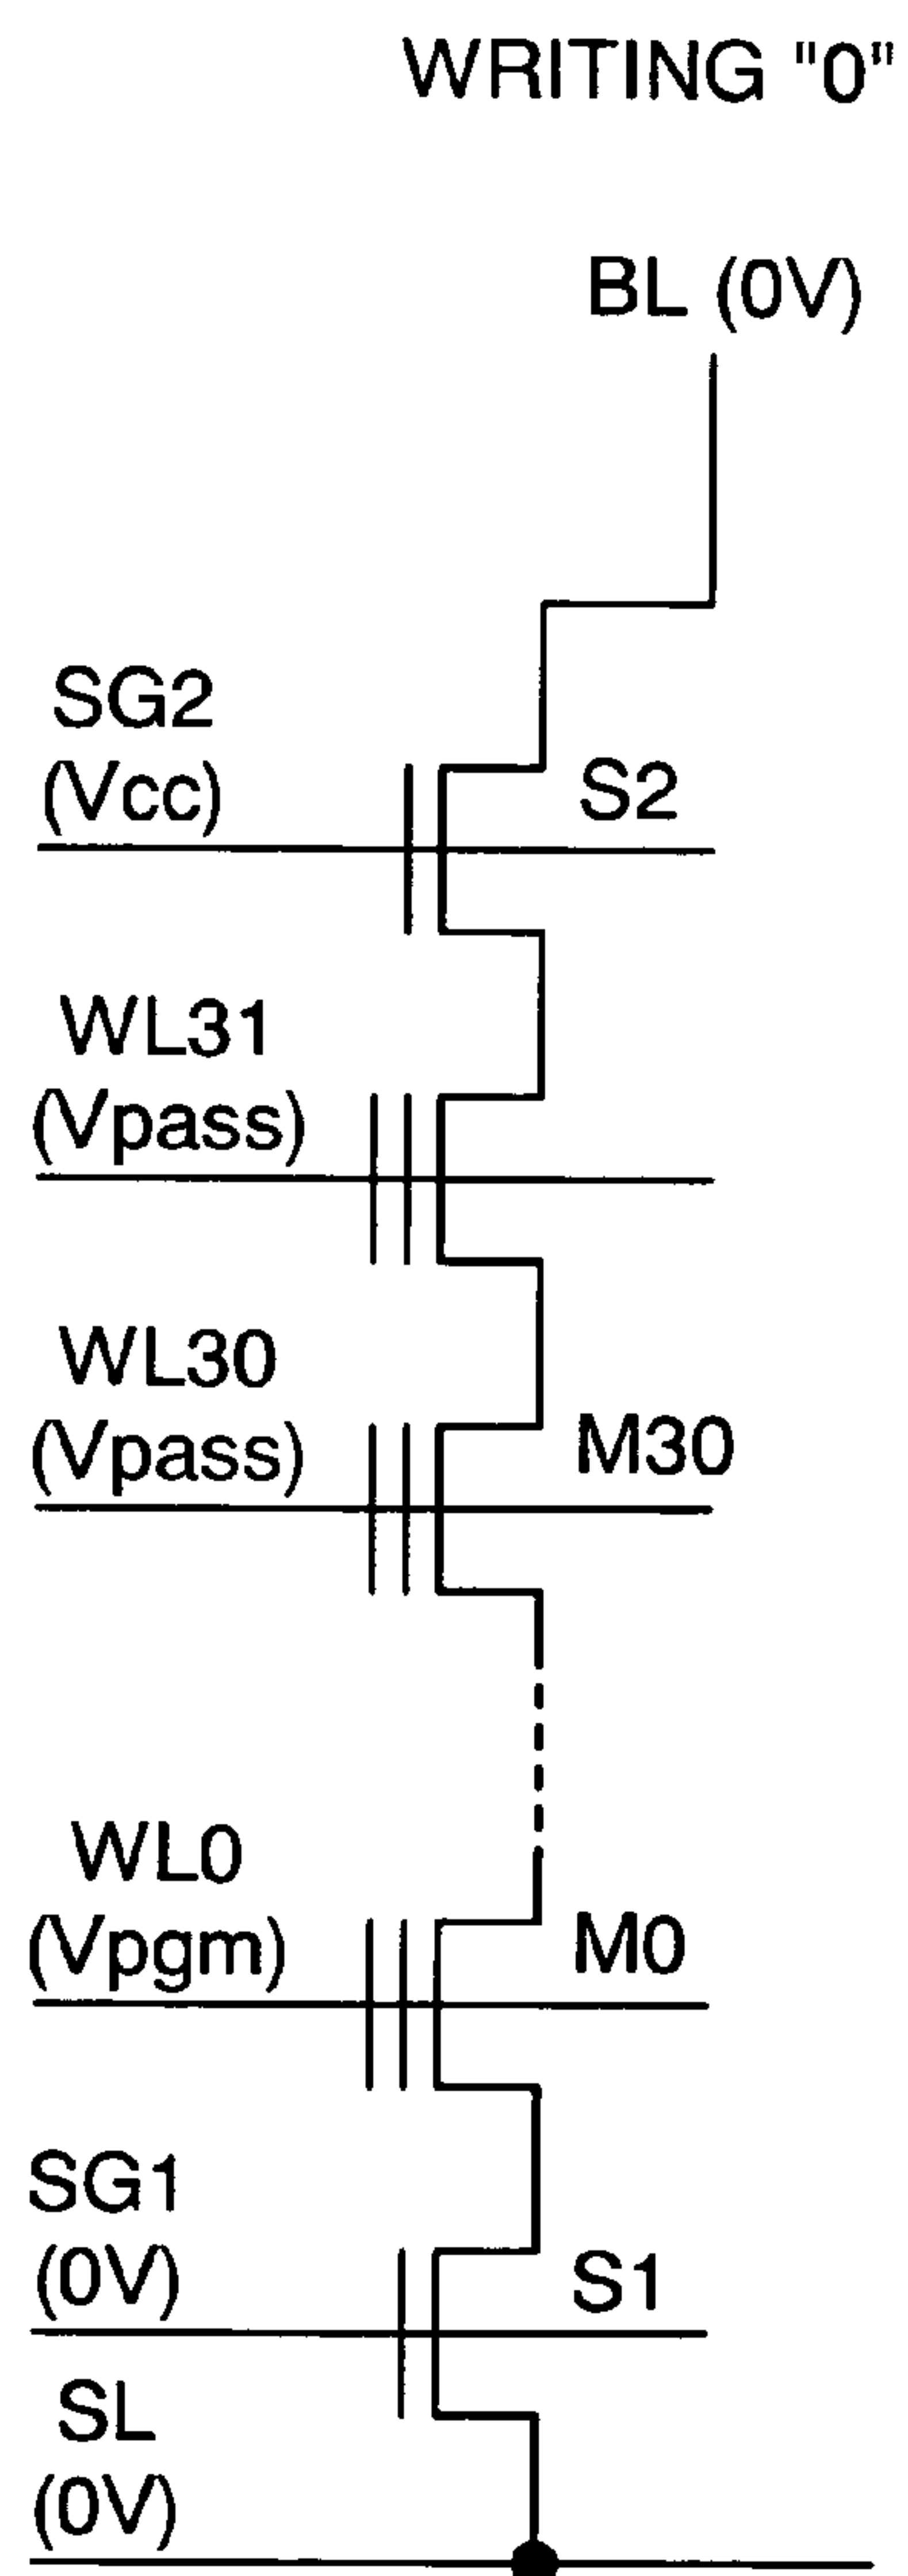 WRITING "0"
BL (0V)
SG2
(Vcc)
S2
WL31
(Vpass)
WL30
(Vpass)
M30
WL0
(Vpgm)
M0
SG1
(0V)
S1
SL
(0V)